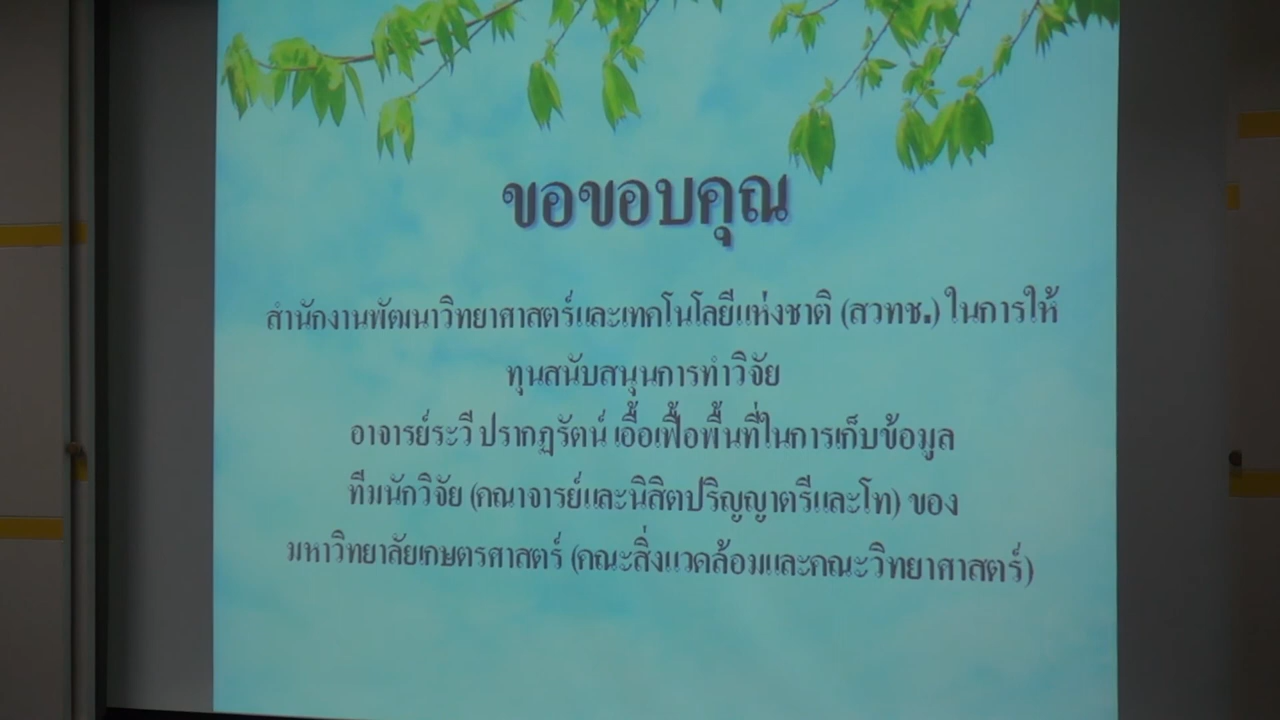 ขอขอบคุณ
สำนักงานพัฒนาวิทยาศาสตร์และเทคโนโลยีแห่งชาติ (สวทช.) ในการให้
ทุนสนับสนุนการทำวิจัย
อาจารย์ระวี ปรากฏรัตน์ เอื้อเฟื้อพื้นที่ในการเก็บข้อมูล
ทีมนักวิจัย (คณาจารย์และนิสิตปริญญาตรีและโท) ของ
มหาวิทยาลัยเกษตรศาสตร์ (คณะสิ่งแวดล้อมและคณะวิทยาศาสตร์)